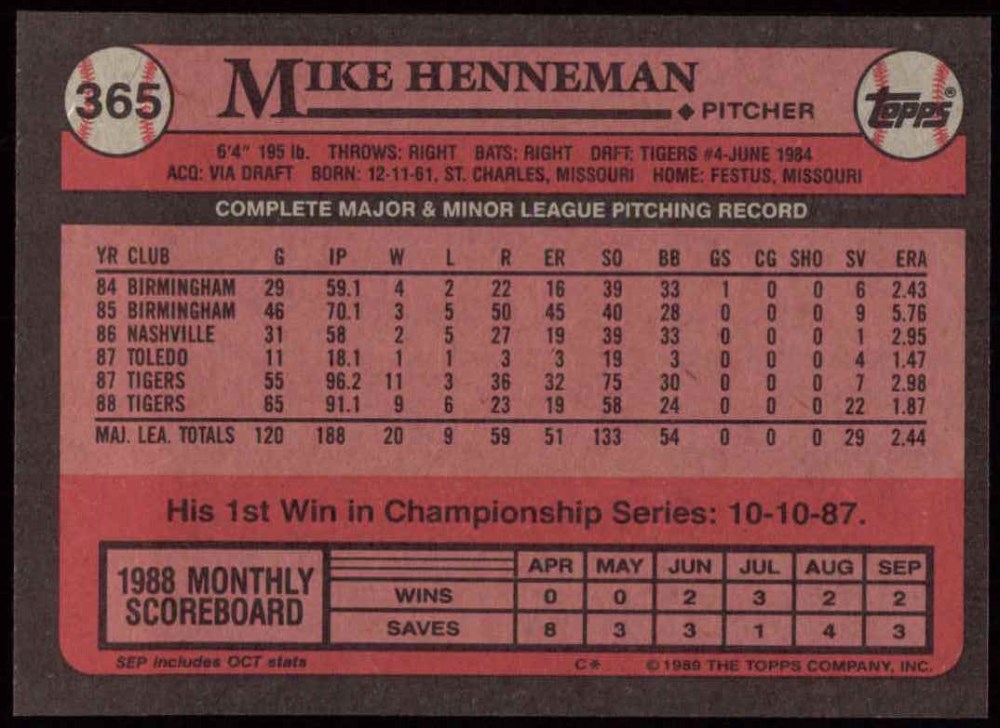 365
MIKE HENNEMAN
◆ PITCHER
TOPPS®
6'4" 195 lb. THROWS: RIGHT BATS: RIGHT DRFT: TIGERS #4-JUNE 1984
ACQ: VIA DRAFT BORN: 12-11-61, ST. CHARLES, MISSOURI HOME: FESTUS, MISSOURI
COMPLETE MAJOR & MINOR LEAGUE PITCHING RECORD
YR CLUB G IP W L R ER SO BB GS CG SHO SV ERA
84 BIRMINGHAM 29 59.1 4 2 22 16 39 33 1 0 0 6 2.43
85 BIRMINGHAM 46 70.1 3 5 50 45 40 28 0 0 0 9 5.76
86 NASHVILLE 31 58 2 5 27 19 39 33 0 0 0 1 2.95
87 TOLEDO 11 18.1 1 1 3 3 19 3 0 0 0 4 1.47
87 TIGERS 55 96.2 11 3 36 32 75 30 0 0 0 7 2.98
88 TIGERS 65 91.1 9 6 23 19 58 24 0 0 0 22 1.87
MAJ. LEA. TOTALS 120 188 20 9 59 51 133 54 0 0 0 29 2.44
His 1st Win in Championship Series: 10-10-87.
1988 MONTHLY
SCOREBOARD
APR MAY JUN JUL AUG SEP
WINS 0 0 2 3 2 2
SAVES 8 3 3 1 4 3
SEP includes OCT stats C* © 1989 THE TOPPS COMPANY, INC.